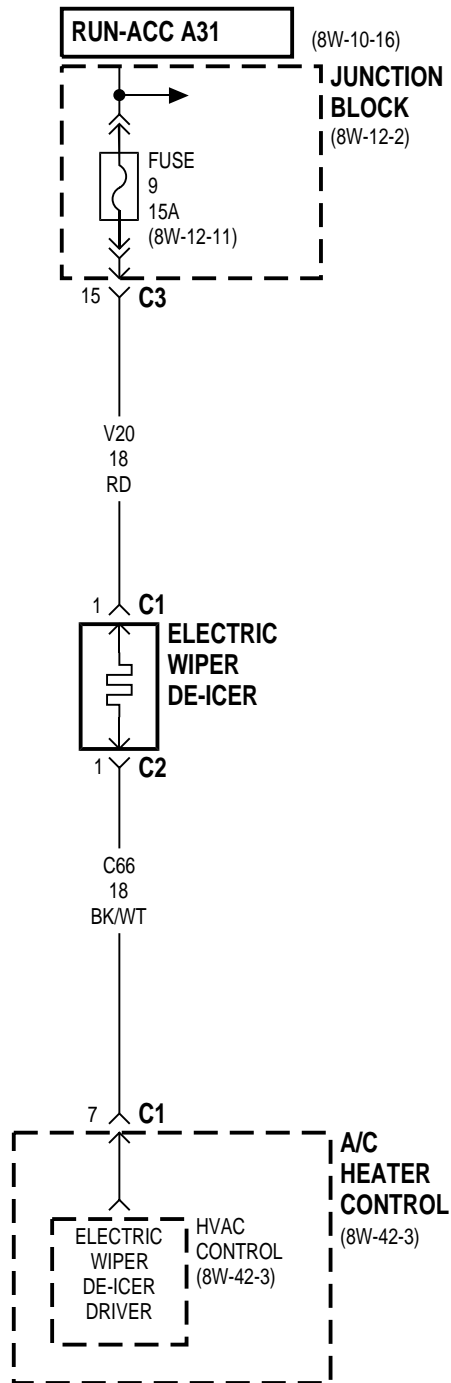 RUN-ACC A31
(8W-10-16)
JUNCTION
BLOCK
(8W-12-2)
FUSE
9
15A
(8W-12-11)
15 C3
V20
18
RD
1 C1
ELECTRIC
WIPER
DE-ICER
1 C2
C66
18
BK/WT
7 C1
A/C
HEATER
CONTROL
(8W-42-3)
HVAC
CONTROL
(8W-42-3)
ELECTRIC
WIPER
DE-ICER
DRIVER